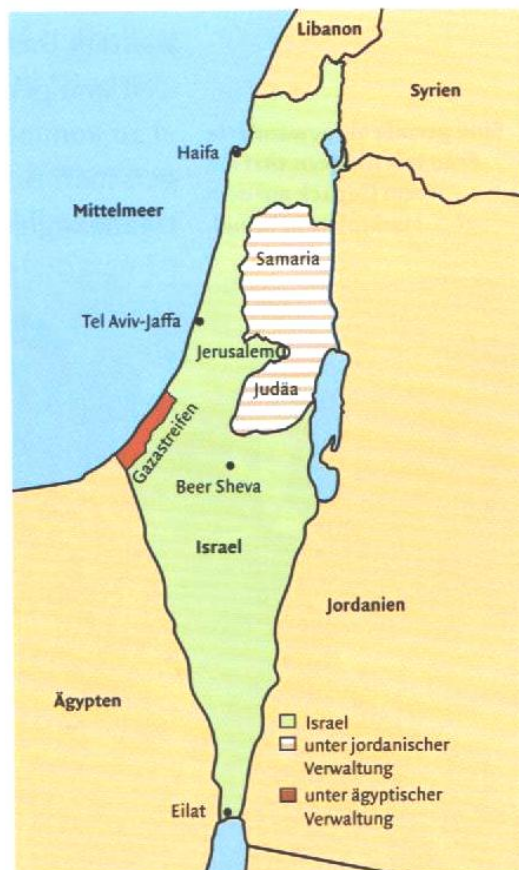 Libanon
Syrien
Haifa
Mittelmeer
Samaria
Tel Aviv-Jaffa
Jerusalem
Judäa
Gazastreifen
Beer Sheva
Israel
Jordanien
Ägypten
Israel
unter jordanischer
Verwaltung
unter ägyptischer
Verwaltung
Eilat